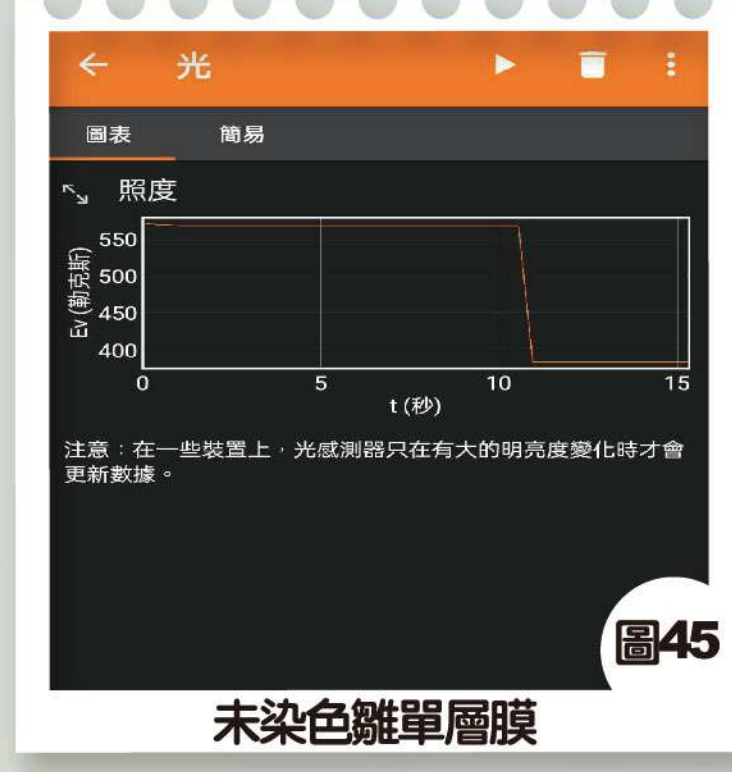 光
圖表 簡易
照度
550
500
450
400
Ev (勒克斯)
0 5 10 15
t (秒)
注意：在一些裝置上，光感測器只在有大的明亮度變化時才會
更新數據。
圖45
未染色雛單層膜